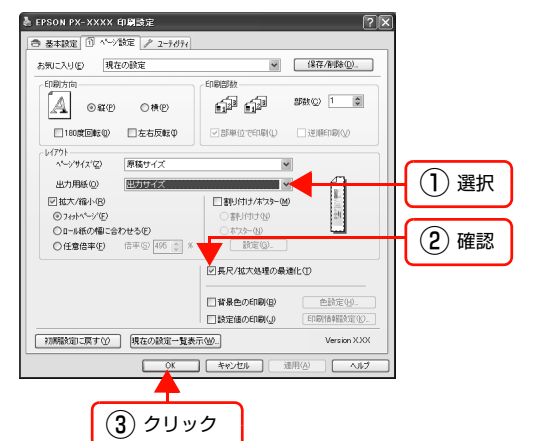 EPSON PX-XXXX 印刷設定
基本設定 ページ設定 ユーティリティ
お気に入り(E) 現在の設定 保存/削除(D)...
印刷方向
縦(P) 横(P)
180度回転(Q) 左右反転(I)
印刷部数
部数(C) 1
部単位で印刷(L) 逆順印刷(V)
レイアウト
ページサイズ(Z) 原稿サイズ
出力用紙(O) 出力サイズ
拡大/縮小(R)
フィットページ(E)
ロール紙の幅に合わせる(F)
任意倍率(F) 倍率(S) 495 %
割り付け/ポスター(M)
割り付け(N)
ポスター(N)
設定(G)...
長尺/拡大処理の最適化(T)
背景色の印刷(B) 色設定(H)...
設定値の印刷(J) 印刷情報設定(K)...
初期設定に戻す(Y) 現在の設定一覧表示(W)... Version X.XX
OK キャンセル 適用(A) ヘルプ
① 選択
② 確認
③ クリック